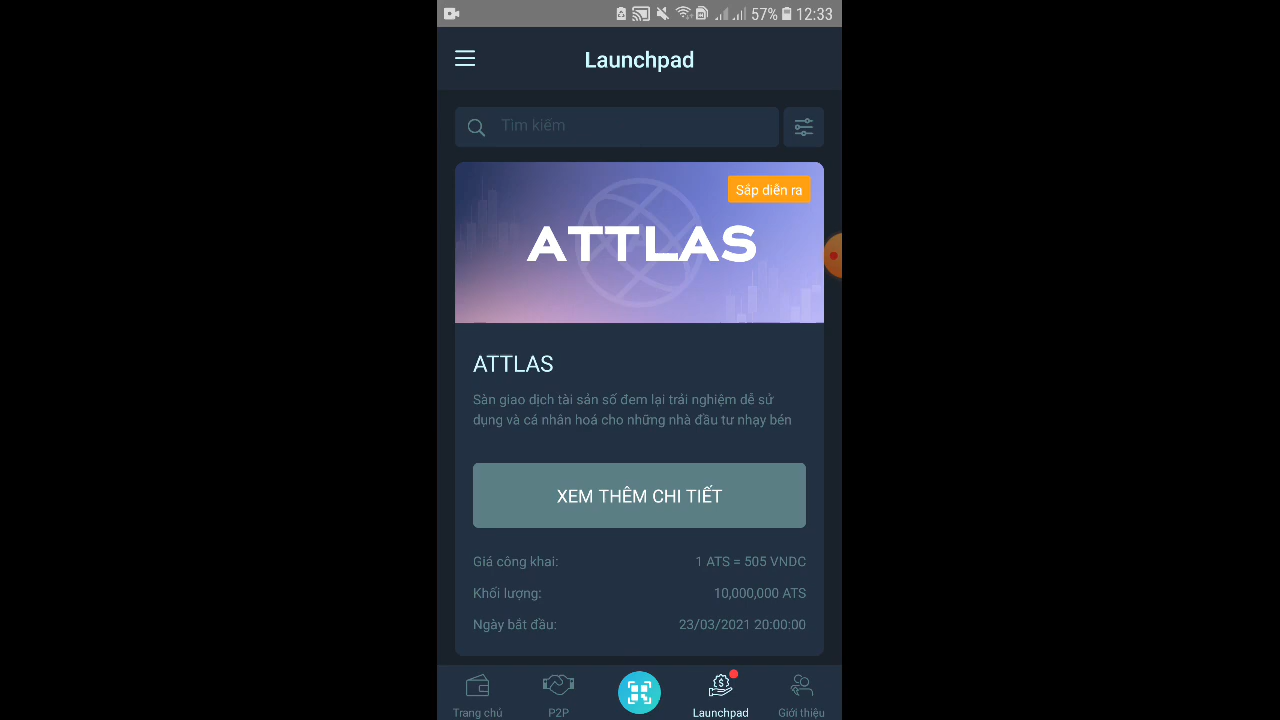 57% 12:33
Launchpad
Tìm kiếm
Sắp diễn ra
ATTLAS
ATTLAS
Sàn giao dịch tài sản số đem lại trải nghiệm dễ sử
dụng và cá nhân hoá cho những nhà đầu tư nhạy bén
XEM THÊM CHI TIẾT
Giá công khai: 1 ATS = 505 VNDC
Khối lượng: 10,000,000 ATS
Ngày bắt đầu: 23/03/2021 20:00:00
Trang chủ P2P Launchpad Giới thiệu